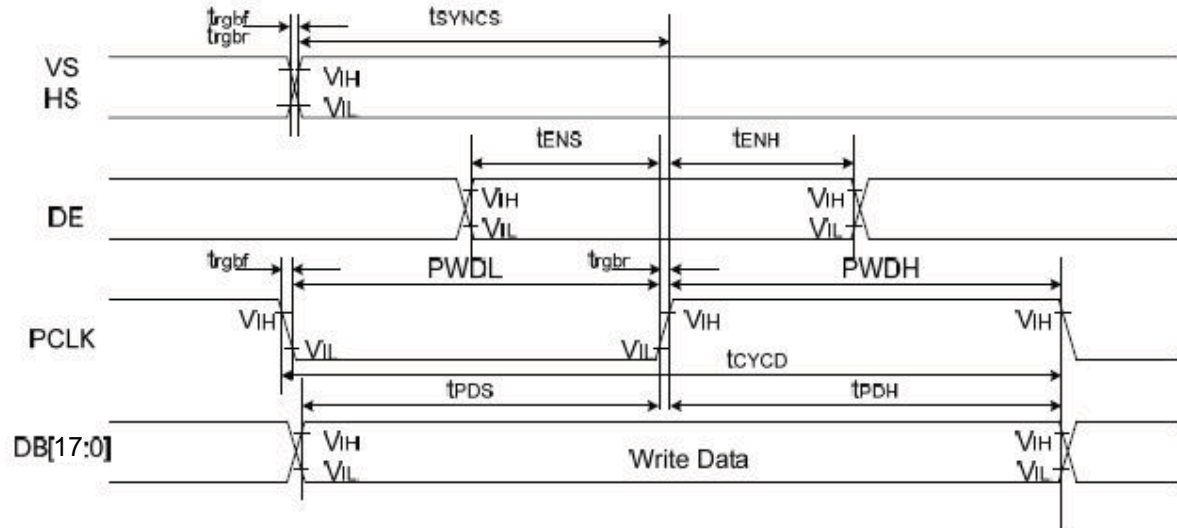 trgbf
trgbr
tSYNCS
VS
HS
VIH
VIL
tENS
tENH
DE
VIH
VIL
VIH
VIL
trgbf
PWDL
trgbr
PWDH
PCLK
VIH
VIL
VIL
VIH
VIH
tCYCD
tPDS
tPDH
DB[17:0]
VIH
VIL
Write Data
VIH
VIL